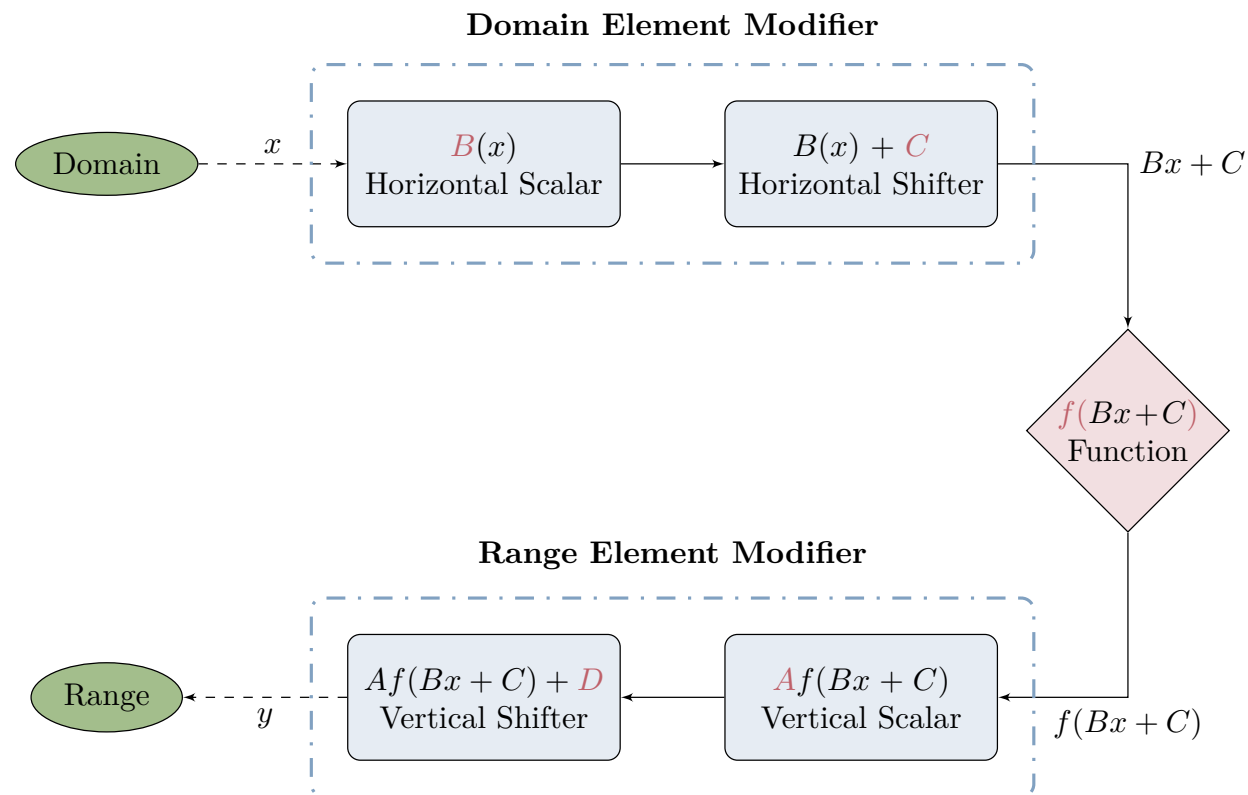 Domain Element Modifier
Domain
x
B(x)
Horizontal Scalar
B(x) + C
Horizontal Shifter
Bx + C
f(Bx+C)
Function
Range Element Modifier
Range
y
Af(Bx + C) + D
Vertical Shifter
Af(Bx + C)
Vertical Scalar
f(Bx + C)